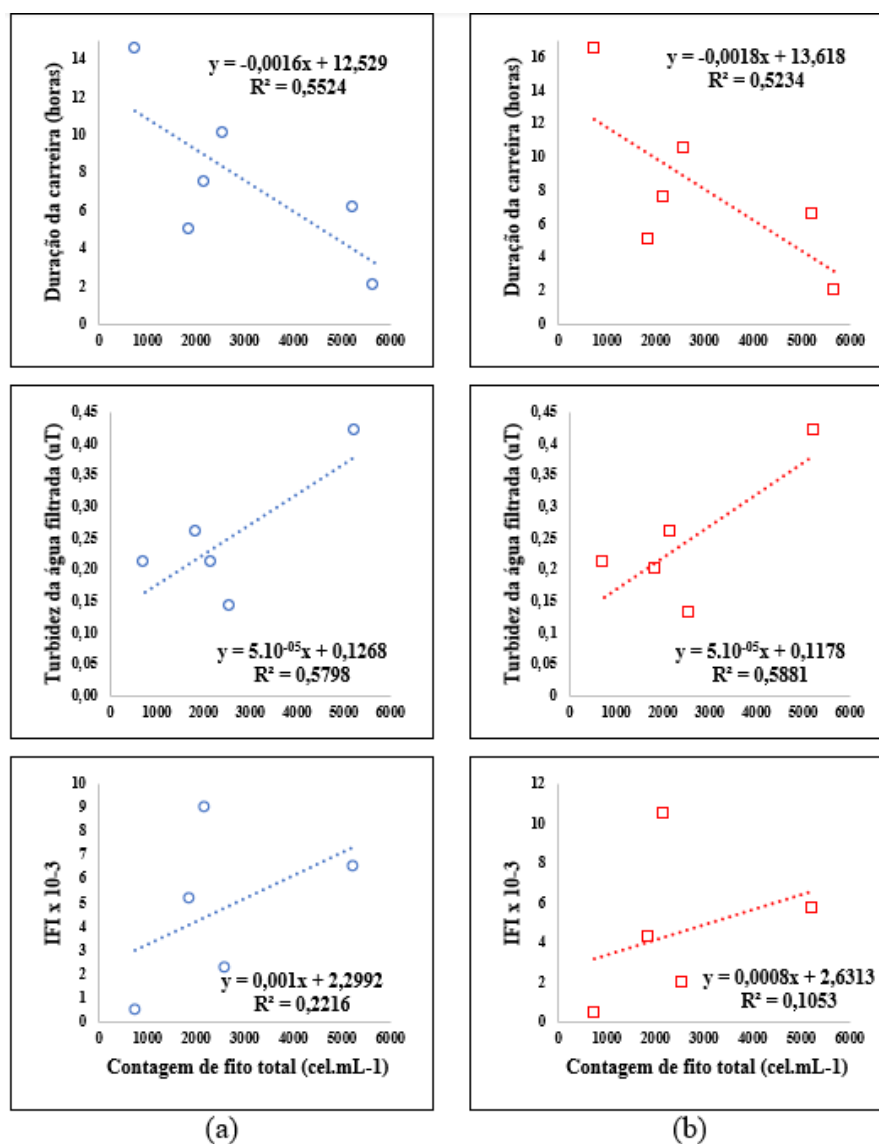 Duração da carreira (horas)
14
12
10
8
6
4
2
0
y = -0,0016x + 12,529
R² = 0,5524
0 1000 2000 3000 4000 5000 6000
Duração da carreira (horas)
16
14
12
10
8
6
4
2
0
y = -0,0018x + 13,618
R² = 0,5234
0 1000 2000 3000 4000 5000 6000
Turbidez da água filtrada (uT)
0,45
0,40
0,35
0,30
0,25
0,20
0,15
0,10
0,05
0,00
y = 5.10⁻⁰⁵x + 0,1268
R² = 0,5798
0 1000 2000 3000 4000 5000 6000
Turbidez da água filtrada (uT)
0,45
0,4
0,35
0,3
0,25
0,2
0,15
0,1
0,05
0
y = 5.10⁻⁰⁵x + 0,1178
R² = 0,5881
0 1000 2000 3000 4000 5000 6000
IFI x 10-3
10
9
8
7
6
5
4
3
2
1
0
y = 0,001x + 2,2992
R² = 0,2216
0 1000 2000 3000 4000 5000 6000
Contagem de fito total (cel.mL-1)
IFI x 10-3
12
10
8
6
4
2
0
y = 0,0008x + 2,6313
R² = 0,1053
0 1000 2000 3000 4000 5000 6000
Contagem de fito total (cel.mL-1)
(a)
(b)